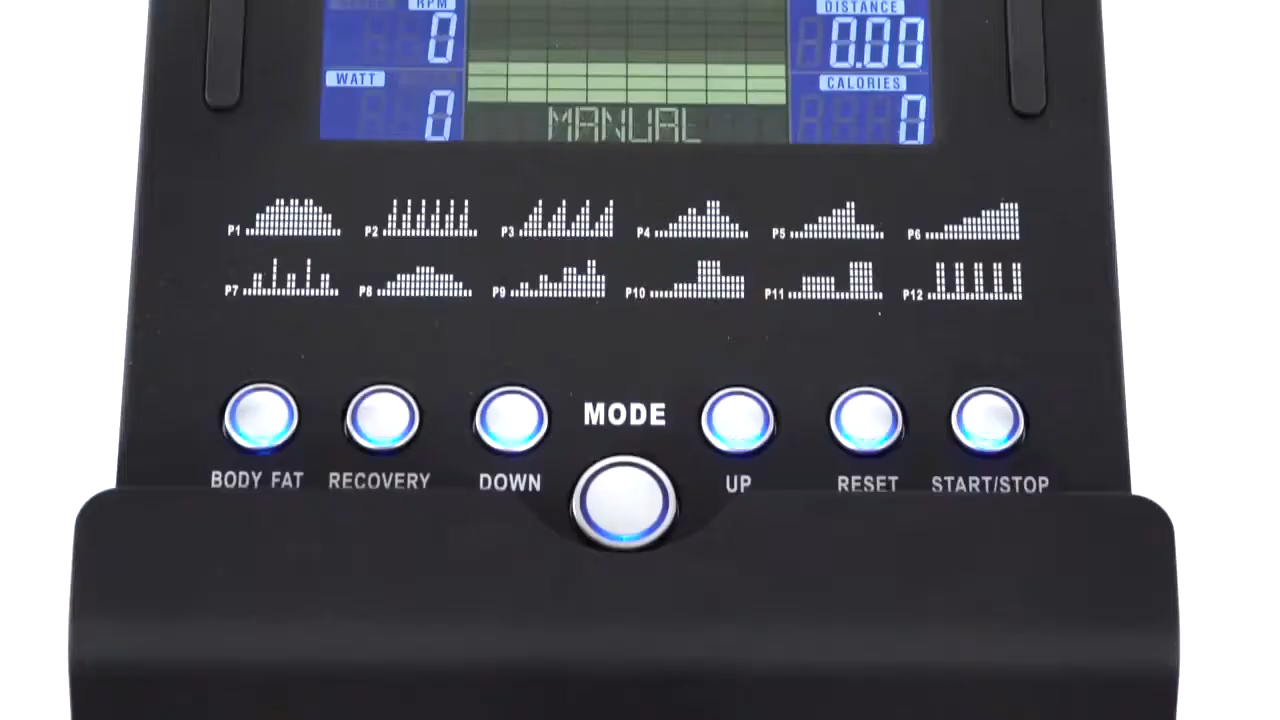 RPM
0
DISTANCE
0.00
WATT
0
CALORIES
0
MANUAL
P1 P2 P3 P4 P5 P6
P7 P8 P9 P10 P11 P12
MODE
BODY FAT RECOVERY DOWN UP RESET START/STOP